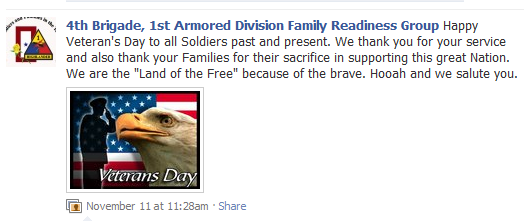 4th Brigade, 1st Armored Division Family Readiness Group Happy
Veteran's Day to all Soldiers past and present. We thank you for your service
and also thank your Families for their sacrifice in supporting this great Nation.
We are the "Land of the Free" because of the brave. Hooah and we salute you.
Veterans Day
November 11 at 11:28am · Share